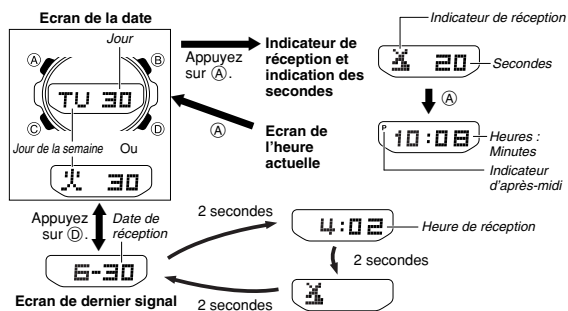 Ecran de la date
Jour
A
B
TU 30
C
D
Jour de la semaine
Ou
火 30
Appuyez
sur A.
Indicateur de
réception et
indication des
secondes
A
Ecran de
l'heure
actuelle
Indicateur de réception
20
Secondes
A
P
10:08
Heures :
Minutes
Indicateur
d'après-midi
Appuyez
sur D.
Date de
réception
6-30
Ecran de dernier signal
2 secondes
4:02
Heure de réception
2 secondes
2 secondes